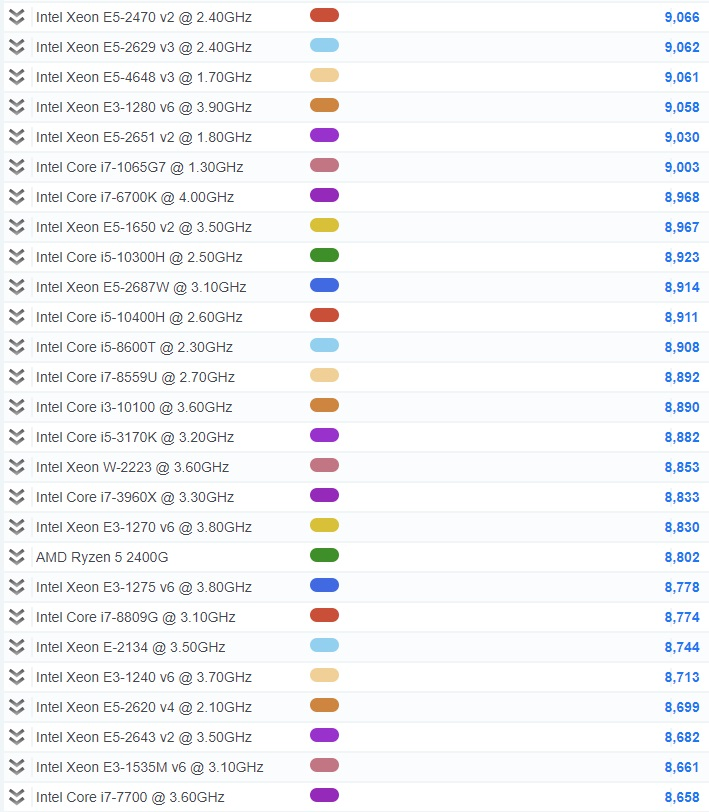 Intel Xeon E5-2470 v2 @ 2.40GHz 9,066
Intel Xeon E5-2629 v3 @ 2.40GHz 9,062
Intel Xeon E5-4648 v3 @ 1.70GHz 9,061
Intel Xeon E3-1280 v6 @ 3.90GHz 9,058
Intel Xeon E5-2651 v2 @ 1.80GHz 9,030
Intel Core i7-1065G7 @ 1.30GHz 9,003
Intel Core i7-6700K @ 4.00GHz 8,968
Intel Xeon E5-1650 v2 @ 3.50GHz 8,967
Intel Core i5-10300H @ 2.50GHz 8,923
Intel Xeon E5-2687W @ 3.10GHz 8,914
Intel Core i5-10400H @ 2.60GHz 8,911
Intel Core i5-8600T @ 2.30GHz 8,908
Intel Core i7-8559U @ 2.70GHz 8,892
Intel Core i3-10100 @ 3.60GHz 8,890
Intel Core i5-3170K @ 3.20GHz 8,882
Intel Xeon W-2223 @ 3.60GHz 8,853
Intel Core i7-3960X @ 3.30GHz 8,833
Intel Xeon E3-1270 v6 @ 3.80GHz 8,830
AMD Ryzen 5 2400G 8,802
Intel Xeon E3-1275 v6 @ 3.80GHz 8,778
Intel Core i7-8809G @ 3.10GHz 8,774
Intel Xeon E-2134 @ 3.50GHz 8,744
Intel Xeon E3-1240 v6 @ 3.70GHz 8,713
Intel Xeon E5-2620 v4 @ 2.10GHz 8,699
Intel Xeon E5-2643 v2 @ 3.50GHz 8,682
Intel Xeon E3-1535M v6 @ 3.10GHz 8,661
Intel Core i7-7700 @ 3.60GHz 8,658